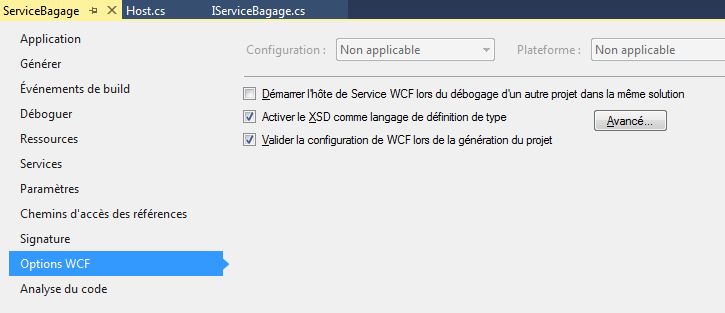 ServiceBagage Host.cs IServiceBagage.cs
Application
Générer
Événements de build
Déboguer
Ressources
Services
Paramètres
Chemins d'accès des références
Signature
Options WCF
Analyse du code
Configuration : Non applicable Plateforme : Non applicable
Démarrer l'hôte de Service WCF lors du débogage d'un autre projet dans la même solution
Activer le XSD comme langage de définition de type Avancé...
Valider la configuration de WCF lors de la génération du projet